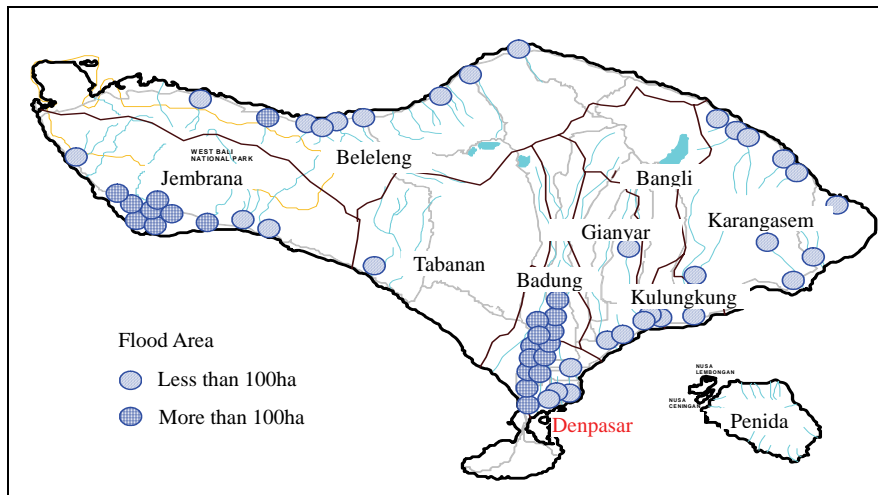 WEST BALI
NATIONAL PARK
Beleleng
Jembrana
Bangli
Karangasem
Gianyar
Tabanan
Badung
Kulungkung
Flood Area
Less than 100ha
More than 100ha
NUSA
LEMBONGAN
NUSA
CENINGAN
Penida
Denpasar